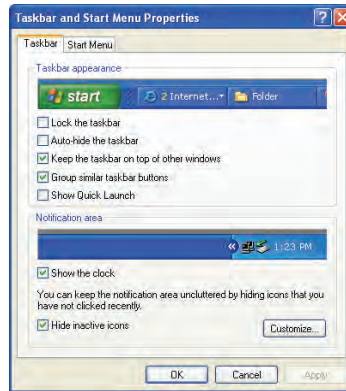 Taskbar and Start Menu Properties
Taskbar
Start Menu
Taskbar appearance
start
2 Internet...
Folder
Lock the taskbar
Auto-hide the taskbar
Keep the taskbar on top of other windows
Group similar taskbar buttons
Show Quick Launch
Notification area
1:23 PM
Show the clock
You can keep the notification area uncluttered by hiding icons that you
have not clicked recently.
Hide inactive icons
Customize...
OK
Cancel
Apply